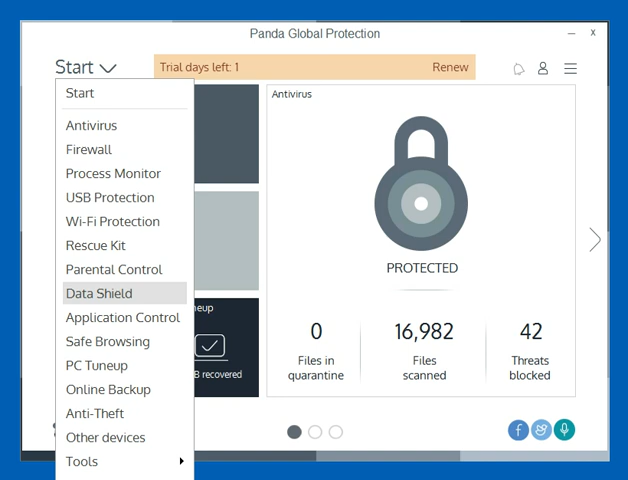 Panda Global Protection
Start
Trial days left: 1
Renew
Start
Antivirus
Firewall
Process Monitor
USB Protection
Wi-Fi Protection
Rescue Kit
Parental Control
Data Shield
Application Control
Safe Browsing
PC Tuneup
Online Backup
Anti-Theft
Other devices
Tools
recovered
Antivirus
PROTECTED
0
Files in
quarantine
16,982
Files
scanned
42
Threats
blocked